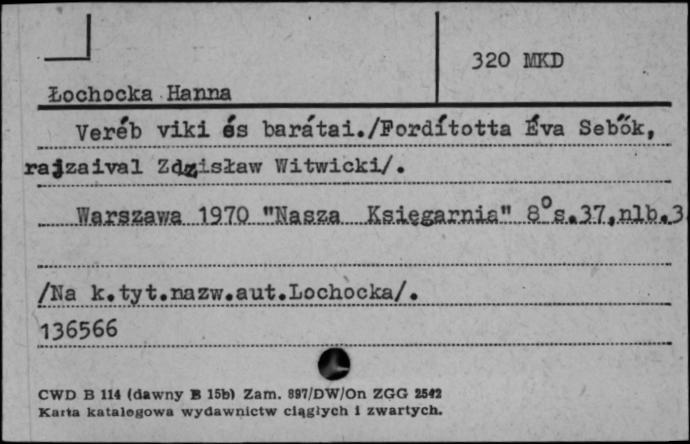 320 MKD
Łochocka Hanna
Veréb viki és barátai./Fordította Éva Sebők,
rajzaival Zdzisław Witwicki/.
Warszawa 1970 "Nasza Księgarnia" 8°s.37,nlb.3
/Na k.tyt.nazw.aut.Lochocka/.
136566
CWD B 114 (dawny B 15b) Zam. 897/DW/On ZGG 2542
Karta katalogowa wydawnictw ciągłych i zwartych.